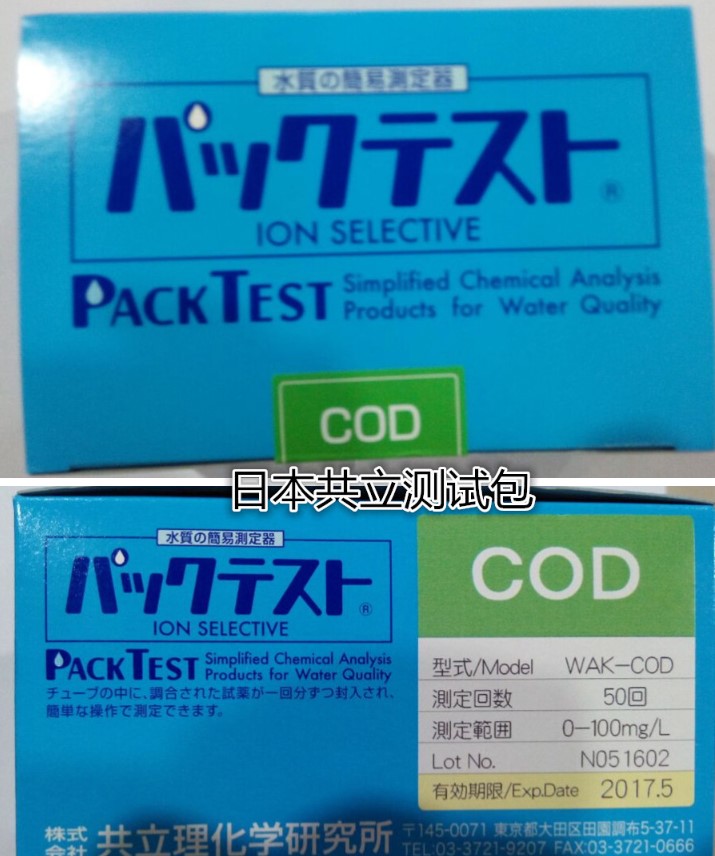 水質の簡易測定器
パックテスト®
ION SELECTIVE
PACKTEST Simplified Chemical Analysis
Products for Water Quality
COD
日本共立测试包
水質の簡易測定器
パックテスト®
ION SELECTIVE
PACKTEST Simplified Chemical Analysis
Products for Water Quality
チューブの中に、調合された試薬が一回分ずつ封入され、
簡単な操作で測定できます。
COD
型式/Model WAK-COD
測定回数 50回
測定範囲 0-100mg/L
Lot No. N051602
有効期限/Exp.Date 2017.5
株式会社 共立理化学研究所
〒145-0071 東京都大田区田園調布5-37-11
TEL:03-3721-9207 FAX:03-3721-0666